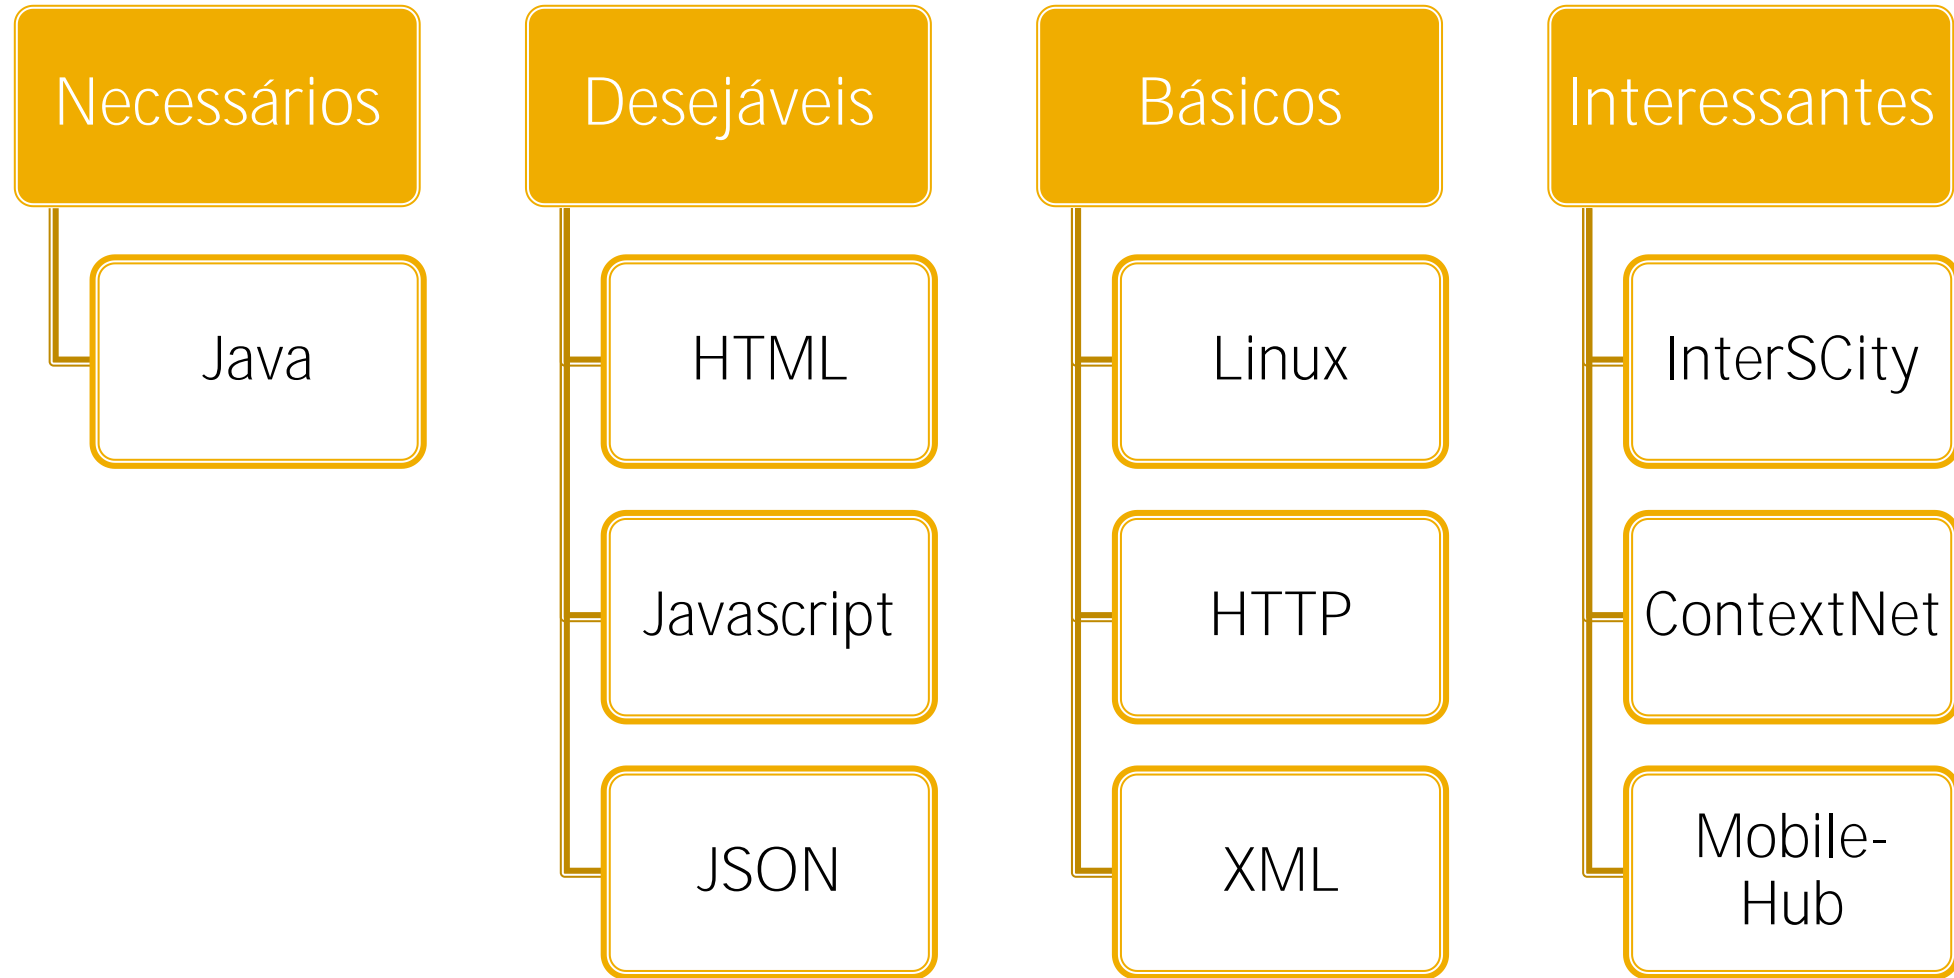 Necessários
Java
Desejáveis
HTML
Javascript
JSON
Básicos
Linux
HTTP
XML
Interessantes
InterSCity
ContextNet
Mobile-
Hub